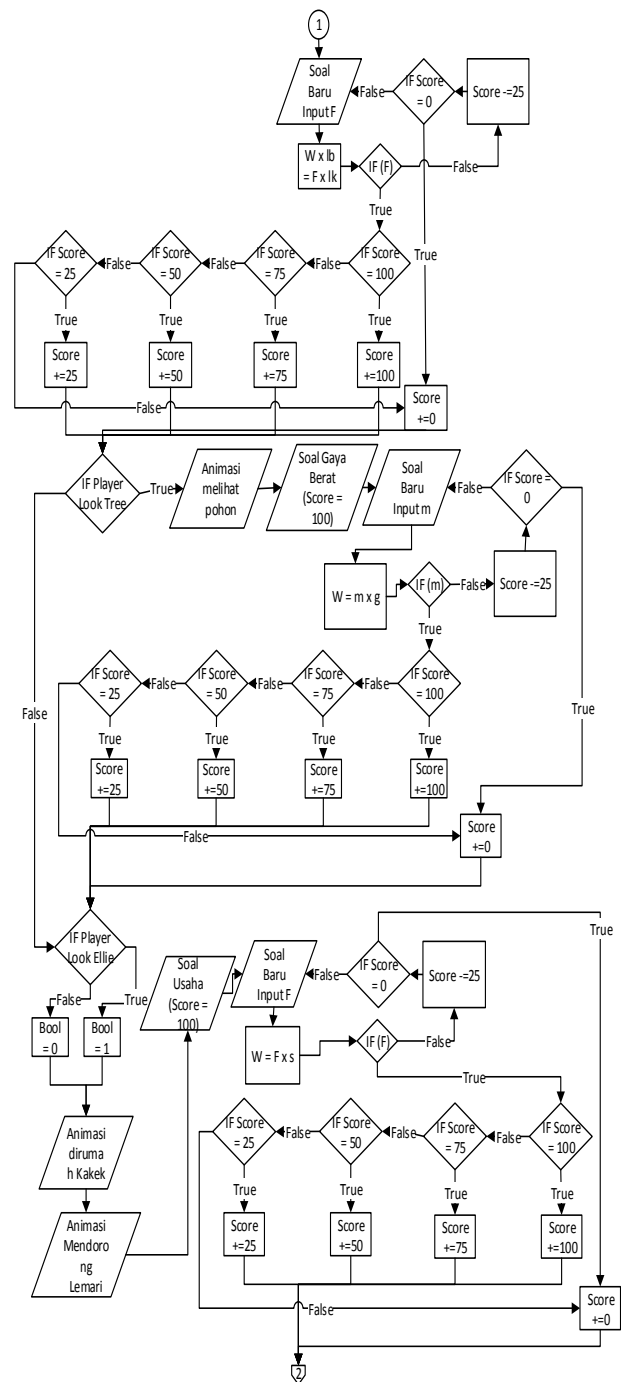 1
Soal
Baru
Input F
False
IF Score
= 0
Score -=25
W x lb
= F x lk
IF (F)
False
True
IF Score
= 25
False
IF Score
= 50
False
IF Score
= 75
False
IF Score
= 100
True
True
True
True
True
Score
+=25
Score
+=50
Score
+=75
Score
+=100
False
Score
+=0
IF Player
Look Tree
True
Animasi
melihat
pohon
Soal Gaya
Berat
(Score =
100)
Soal
Baru
Input m
False
IF Score =
0
W = m x g
IF (m)
False
Score -=25
True
False
IF Score
= 25
False
IF Score
= 50
False
IF Score
= 75
False
IF Score
= 100
True
True
True
True
True
Score
+=25
Score
+=50
Score
+=75
Score
+=100
False
Score
+=0
IF Player
Look Ellie
False
True
Bool
= 0
Bool
= 1
Animasi
diruma
h Kakek
Animasi
Mendoro
ng
Lemari
Soal
Usaha
(Score =
100)
Soal
Baru
Input F
False
IF Score
= 0
Score -=25
True
W = F x s
IF (F)
False
True
IF Score
= 25
False
IF Score
= 50
False
IF Score
= 75
False
IF Score
= 100
True
True
True
True
Score
+=25
Score
+=50
Score
+=75
Score
+=100
False
Score
+=0
2